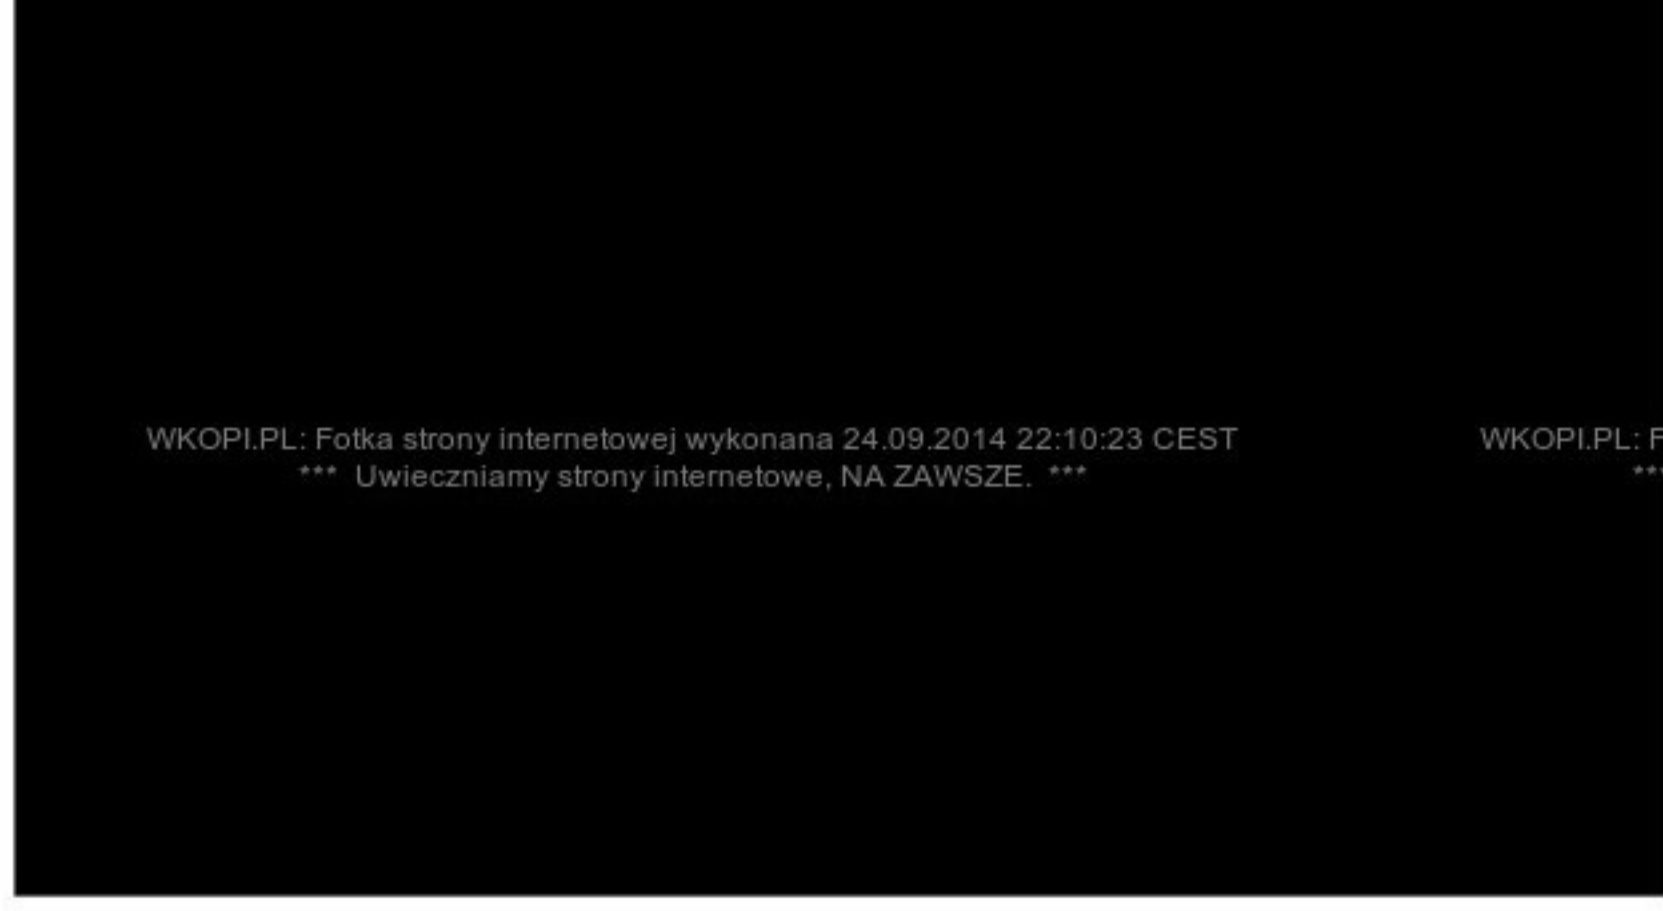 WKOPI.PL: Fotka strony internetowej wykonana 24.09.2014 22:10:23 CEST
*** Uwieczniamy strony internetowe, NA ZAWSZE. ***
WKOPI.PL: